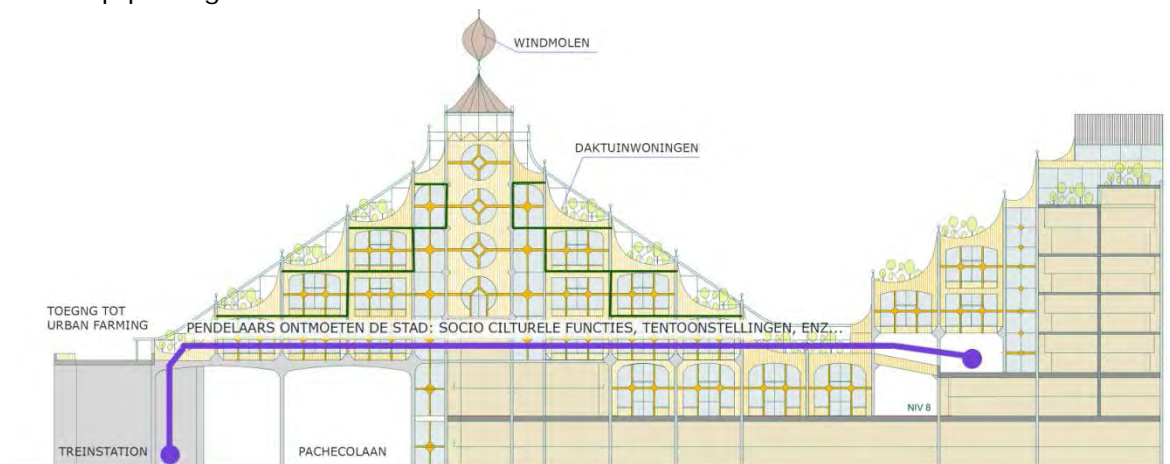 WINDMOLEN
DAKTUINWONINGEN
TOEGNG TOT
URBAN FARMING
PENDELAARS ONTMOETEN DE STAD: SOCIO CILTURELE FUNCTIES, TENTOONSTELLINGEN, ENZ...
NIV 8
TREINSTATION
PACHECOLAAN